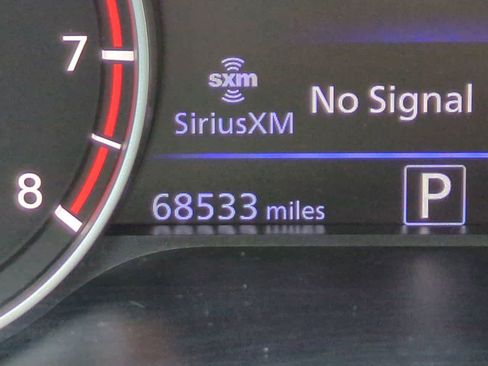 7
sxm
No Signal
SiriusXM
8
68533 miles
P